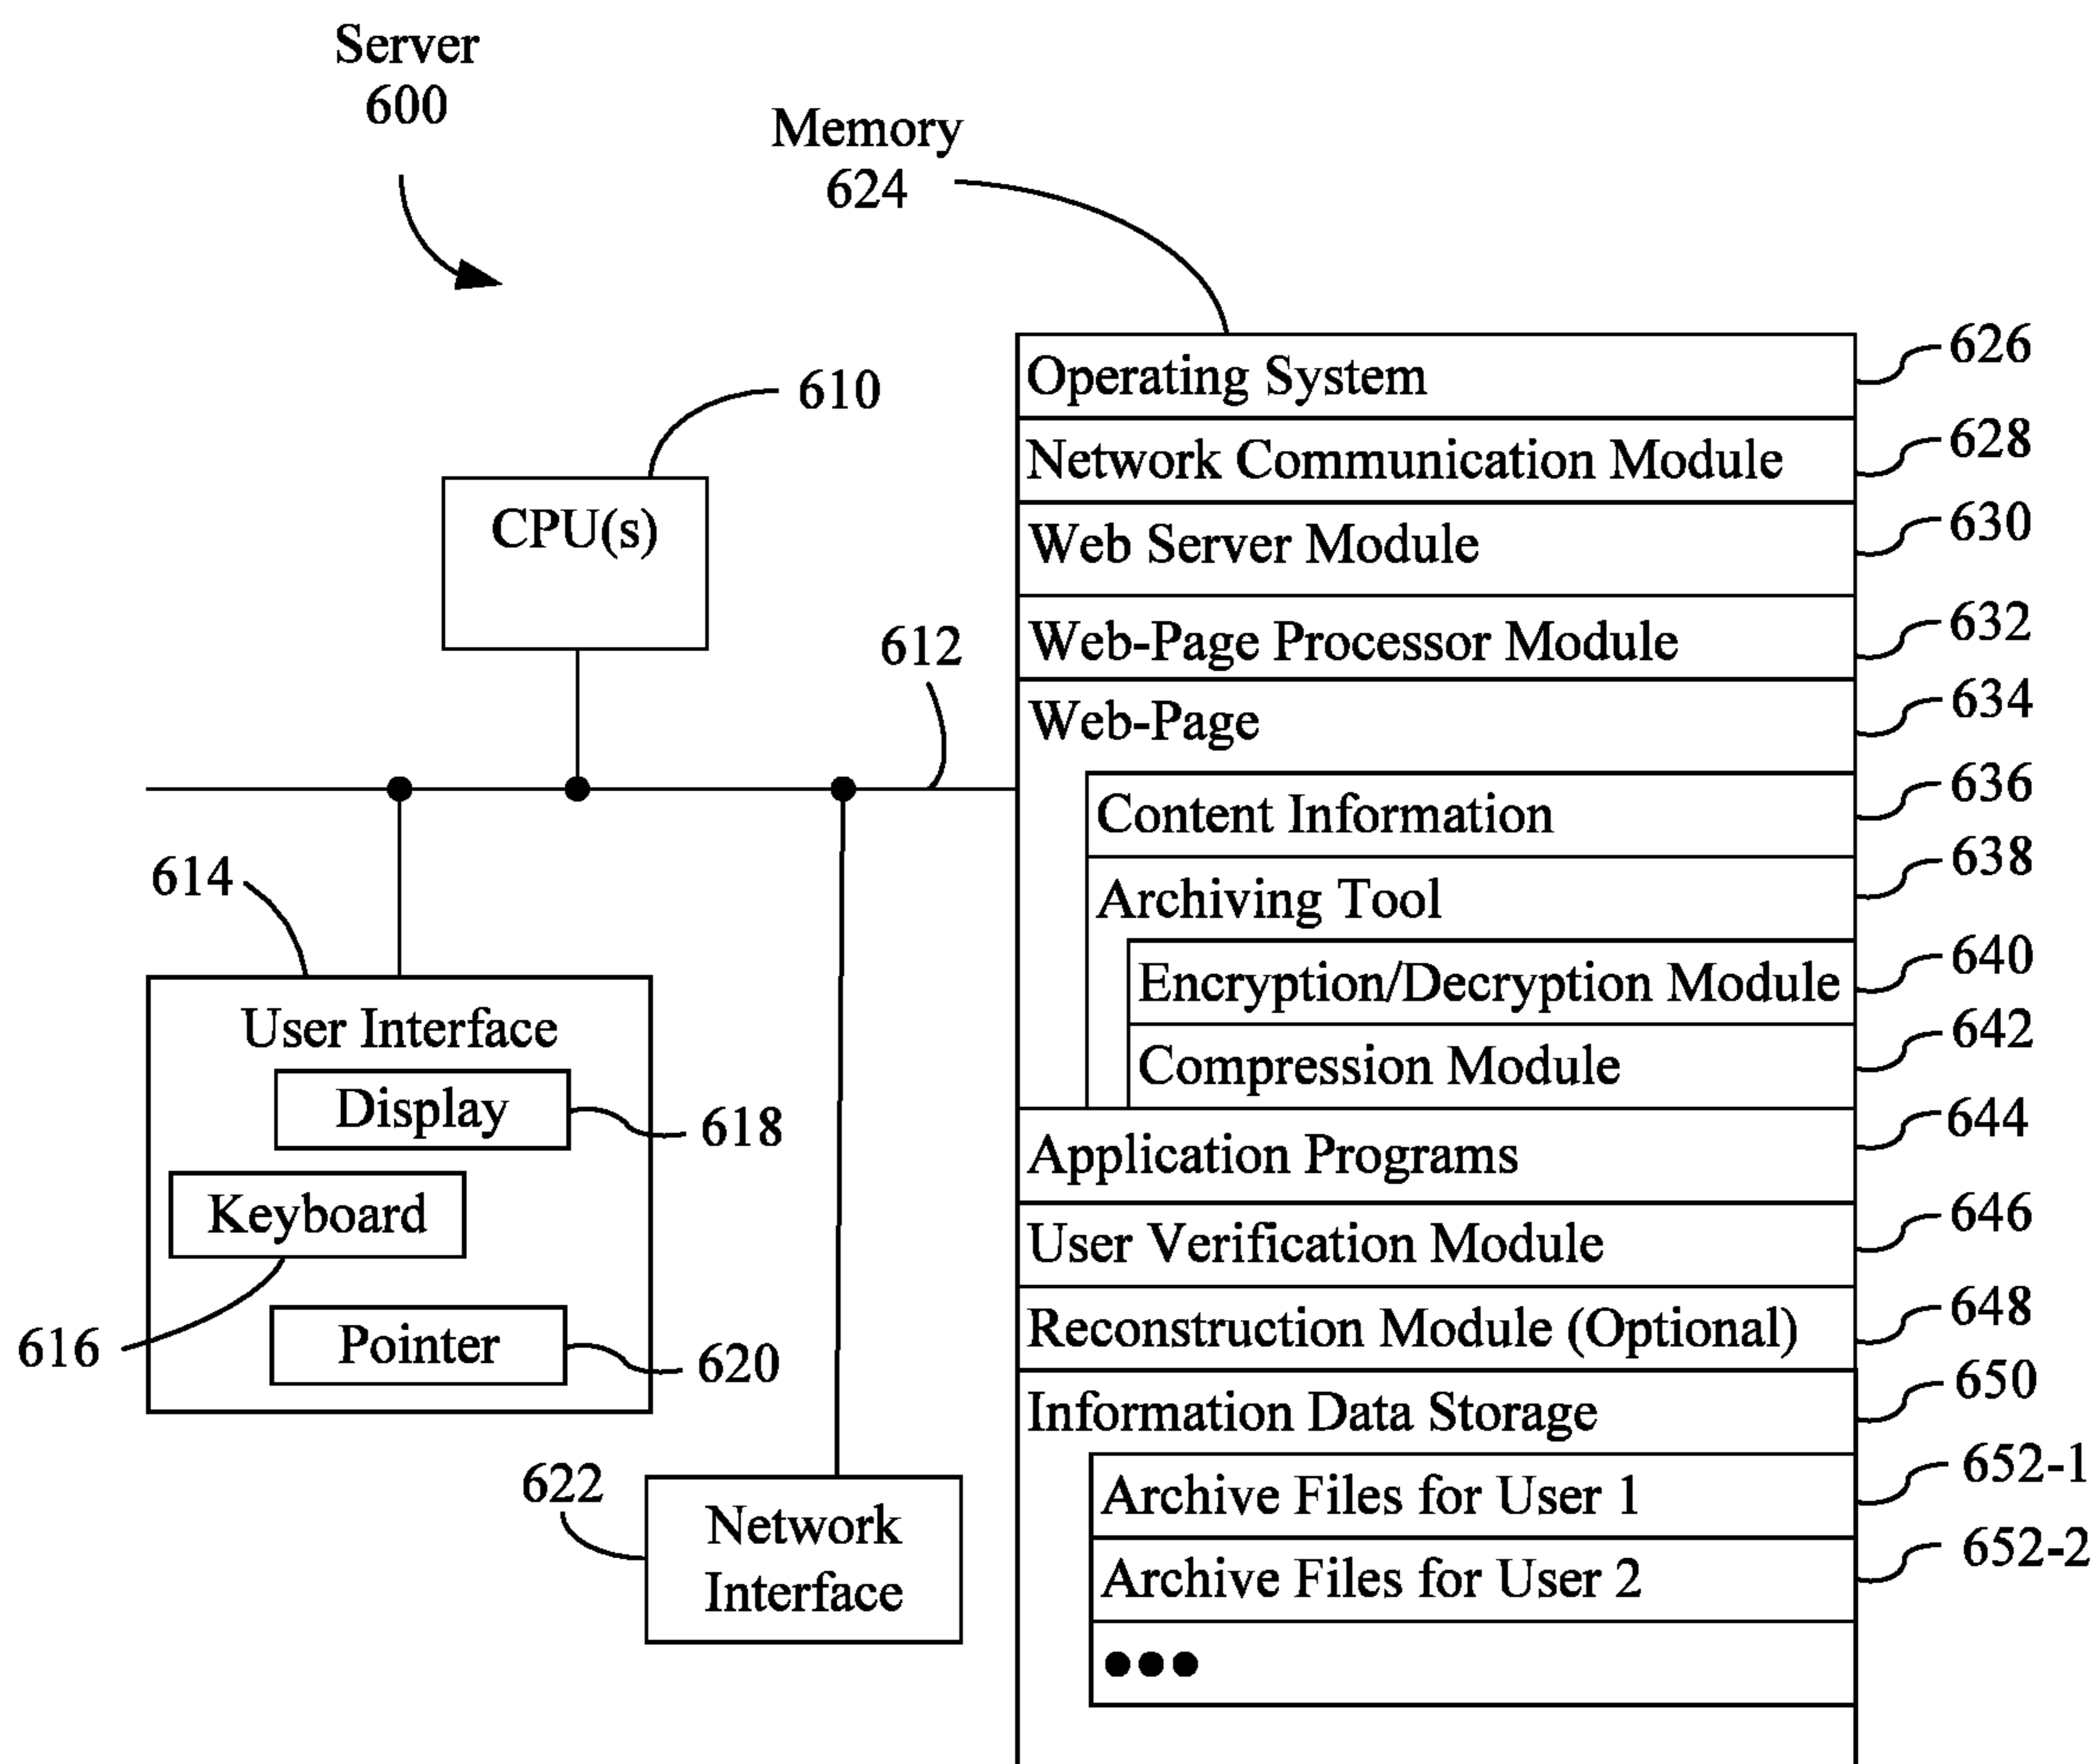 Server
600
Memory
624
610
CPU(s)
612
614
User Interface
Display
618
Keyboard
616
Pointer
620
622
Network
Interface
Operating System
626
Network Communication Module
628
Web Server Module
630
Web-Page Processor Module
632
Web-Page
634
Content Information
636
Archiving Tool
638
Encryption/Decryption Module
640
Compression Module
642
Application Programs
644
User Verification Module
646
Reconstruction Module (Optional)
648
Information Data Storage
650
Archive Files for User 1
652-1
Archive Files for User 2
652-2
●●●